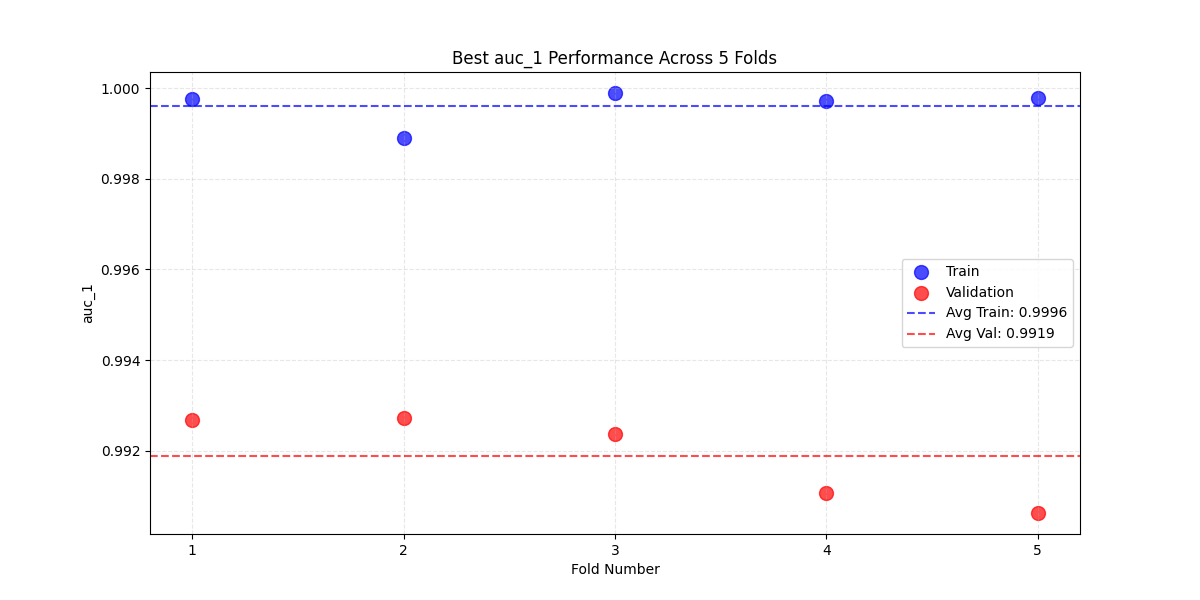 Best auc_1 Performance Across 5 Folds
1.000
0.998
0.996
0.994
0.992
auc_1
Train
Validation
Avg Train: 0.9996
Avg Val: 0.9919
1 2 3 4 5
Fold Number